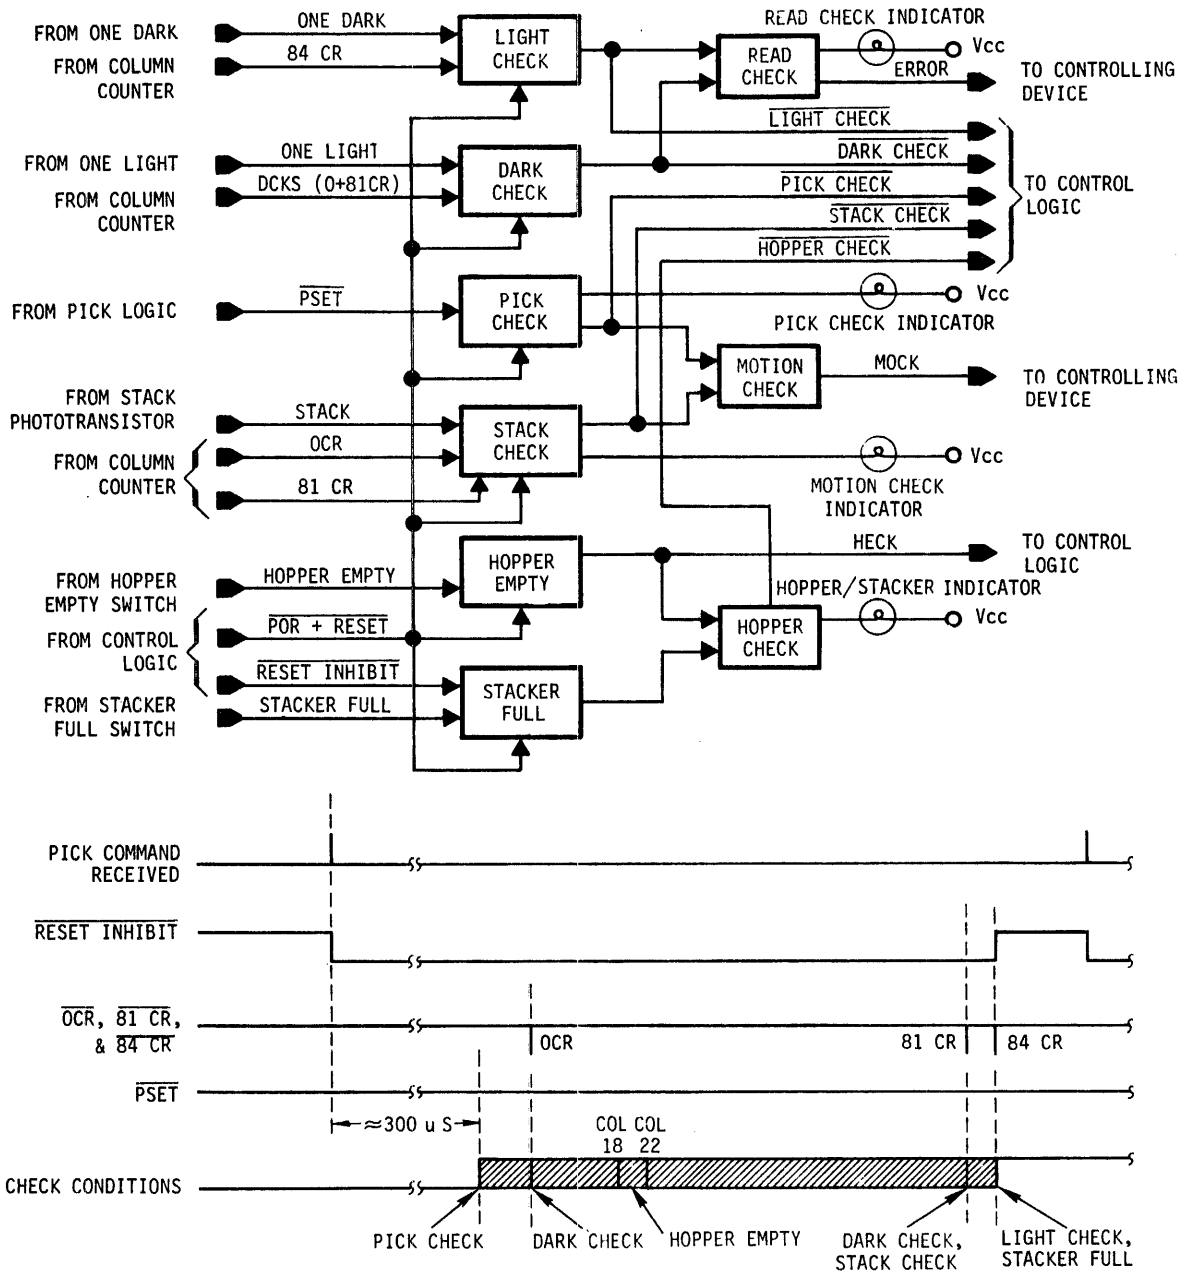 FROM ONE DARK
ONE DARK
FROM COLUMN
COUNTER
84 CR
LIGHT
CHECK
READ CHECK INDICATOR
Vcc
READ
CHECK
ERROR
TO CONTROLLING
DEVICE
LIGHT CHECK
FROM ONE LIGHT
ONE LIGHT
DARK
CHECK
DARK CHECK
DCKS (0+81CR)
FROM COLUMN
COUNTER
PICK CHECK
TO CONTROL
LOGIC
STACK CHECK
HOPPER CHECK
FROM PICK LOGIC
PSET
PICK
CHECK
Vcc
PICK CHECK INDICATOR
MOTION
CHECK
MOCK
TO CONTROLLING
DEVICE
FROM STACK
PHOTOTRANSISTOR
STACK
STACK
CHECK
FROM COLUMN
COUNTER
OCR
81 CR
Vcc
MOTION CHECK
INDICATOR
HOPPER
EMPTY
HECK
TO CONTROL
LOGIC
FROM HOPPER
EMPTY SWITCH
HOPPER EMPTY
HOPPER/STACKER INDICATOR
Vcc
HOPPER
CHECK
FROM CONTROL
LOGIC
POR + RESET
RESET INHIBIT
STACKER
FULL
FROM STACKER
FULL SWITCH
STACKER FULL
PICK COMMAND
RECEIVED
RESET INHIBIT
OCR, 81 CR,
& 84 CR
OCR
81 CR
84 CR
PSET
≈300 u S
COL COL
18 22
CHECK CONDITIONS
PICK CHECK
DARK CHECK
HOPPER EMPTY
DARK CHECK,
STACK CHECK
LIGHT CHECK,
STACKER FULL